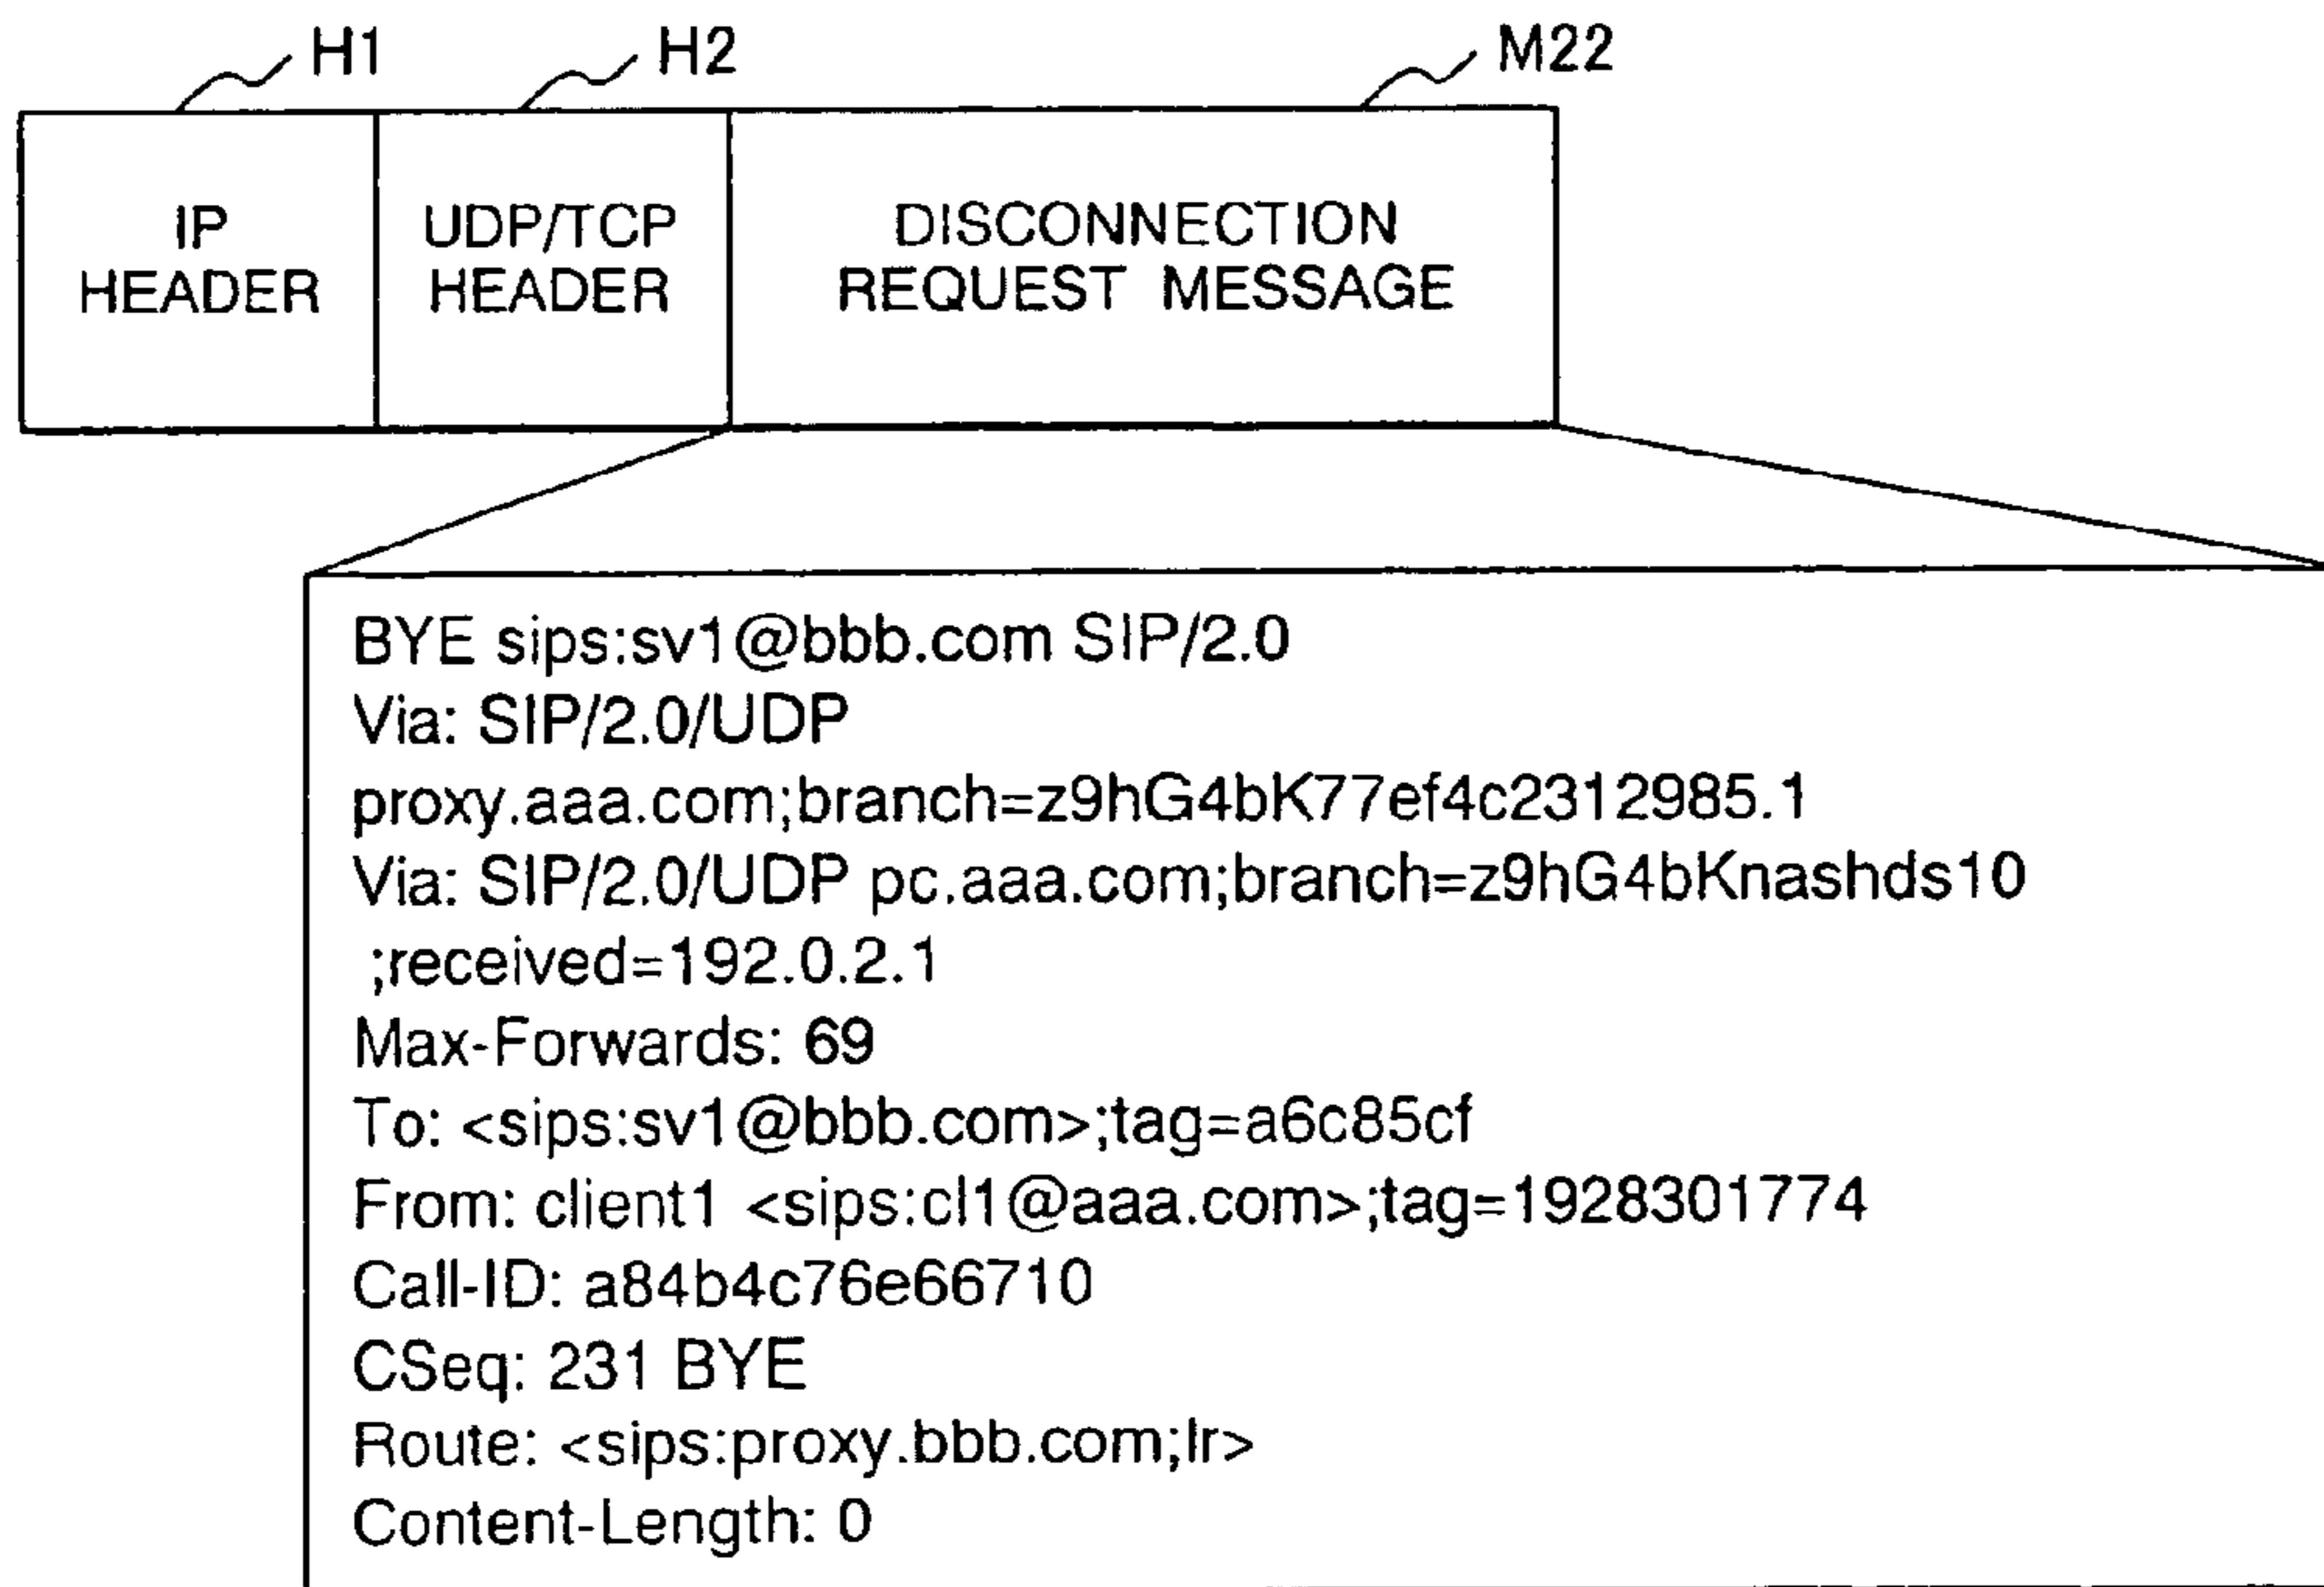 H1 H2 M22
IP
HEADER
UDP/TCP
HEADER
DISCONNECTION
REQUEST MESSAGE
BYE sips:sv1@bbb.com SIP/2.0
Via: SIP/2.0/UDP
proxy.aaa.com;branch=z9hG4bK77ef4c2312985.1
Via: SIP/2.0/UDP pc.aaa.com;branch=z9hG4bKnashds10
;received=192.0.2.1
Max-Forwards: 69
To: <sips:sv1@bbb.com>;tag=a6c85cf
From: client1 <sips:cl1@aaa.com>;tag=1928301774
Call-ID: a84b4c76e66710
CSeq: 231 BYE
Route: <sips:proxy.bbb.com;lr>
Content-Length: 0